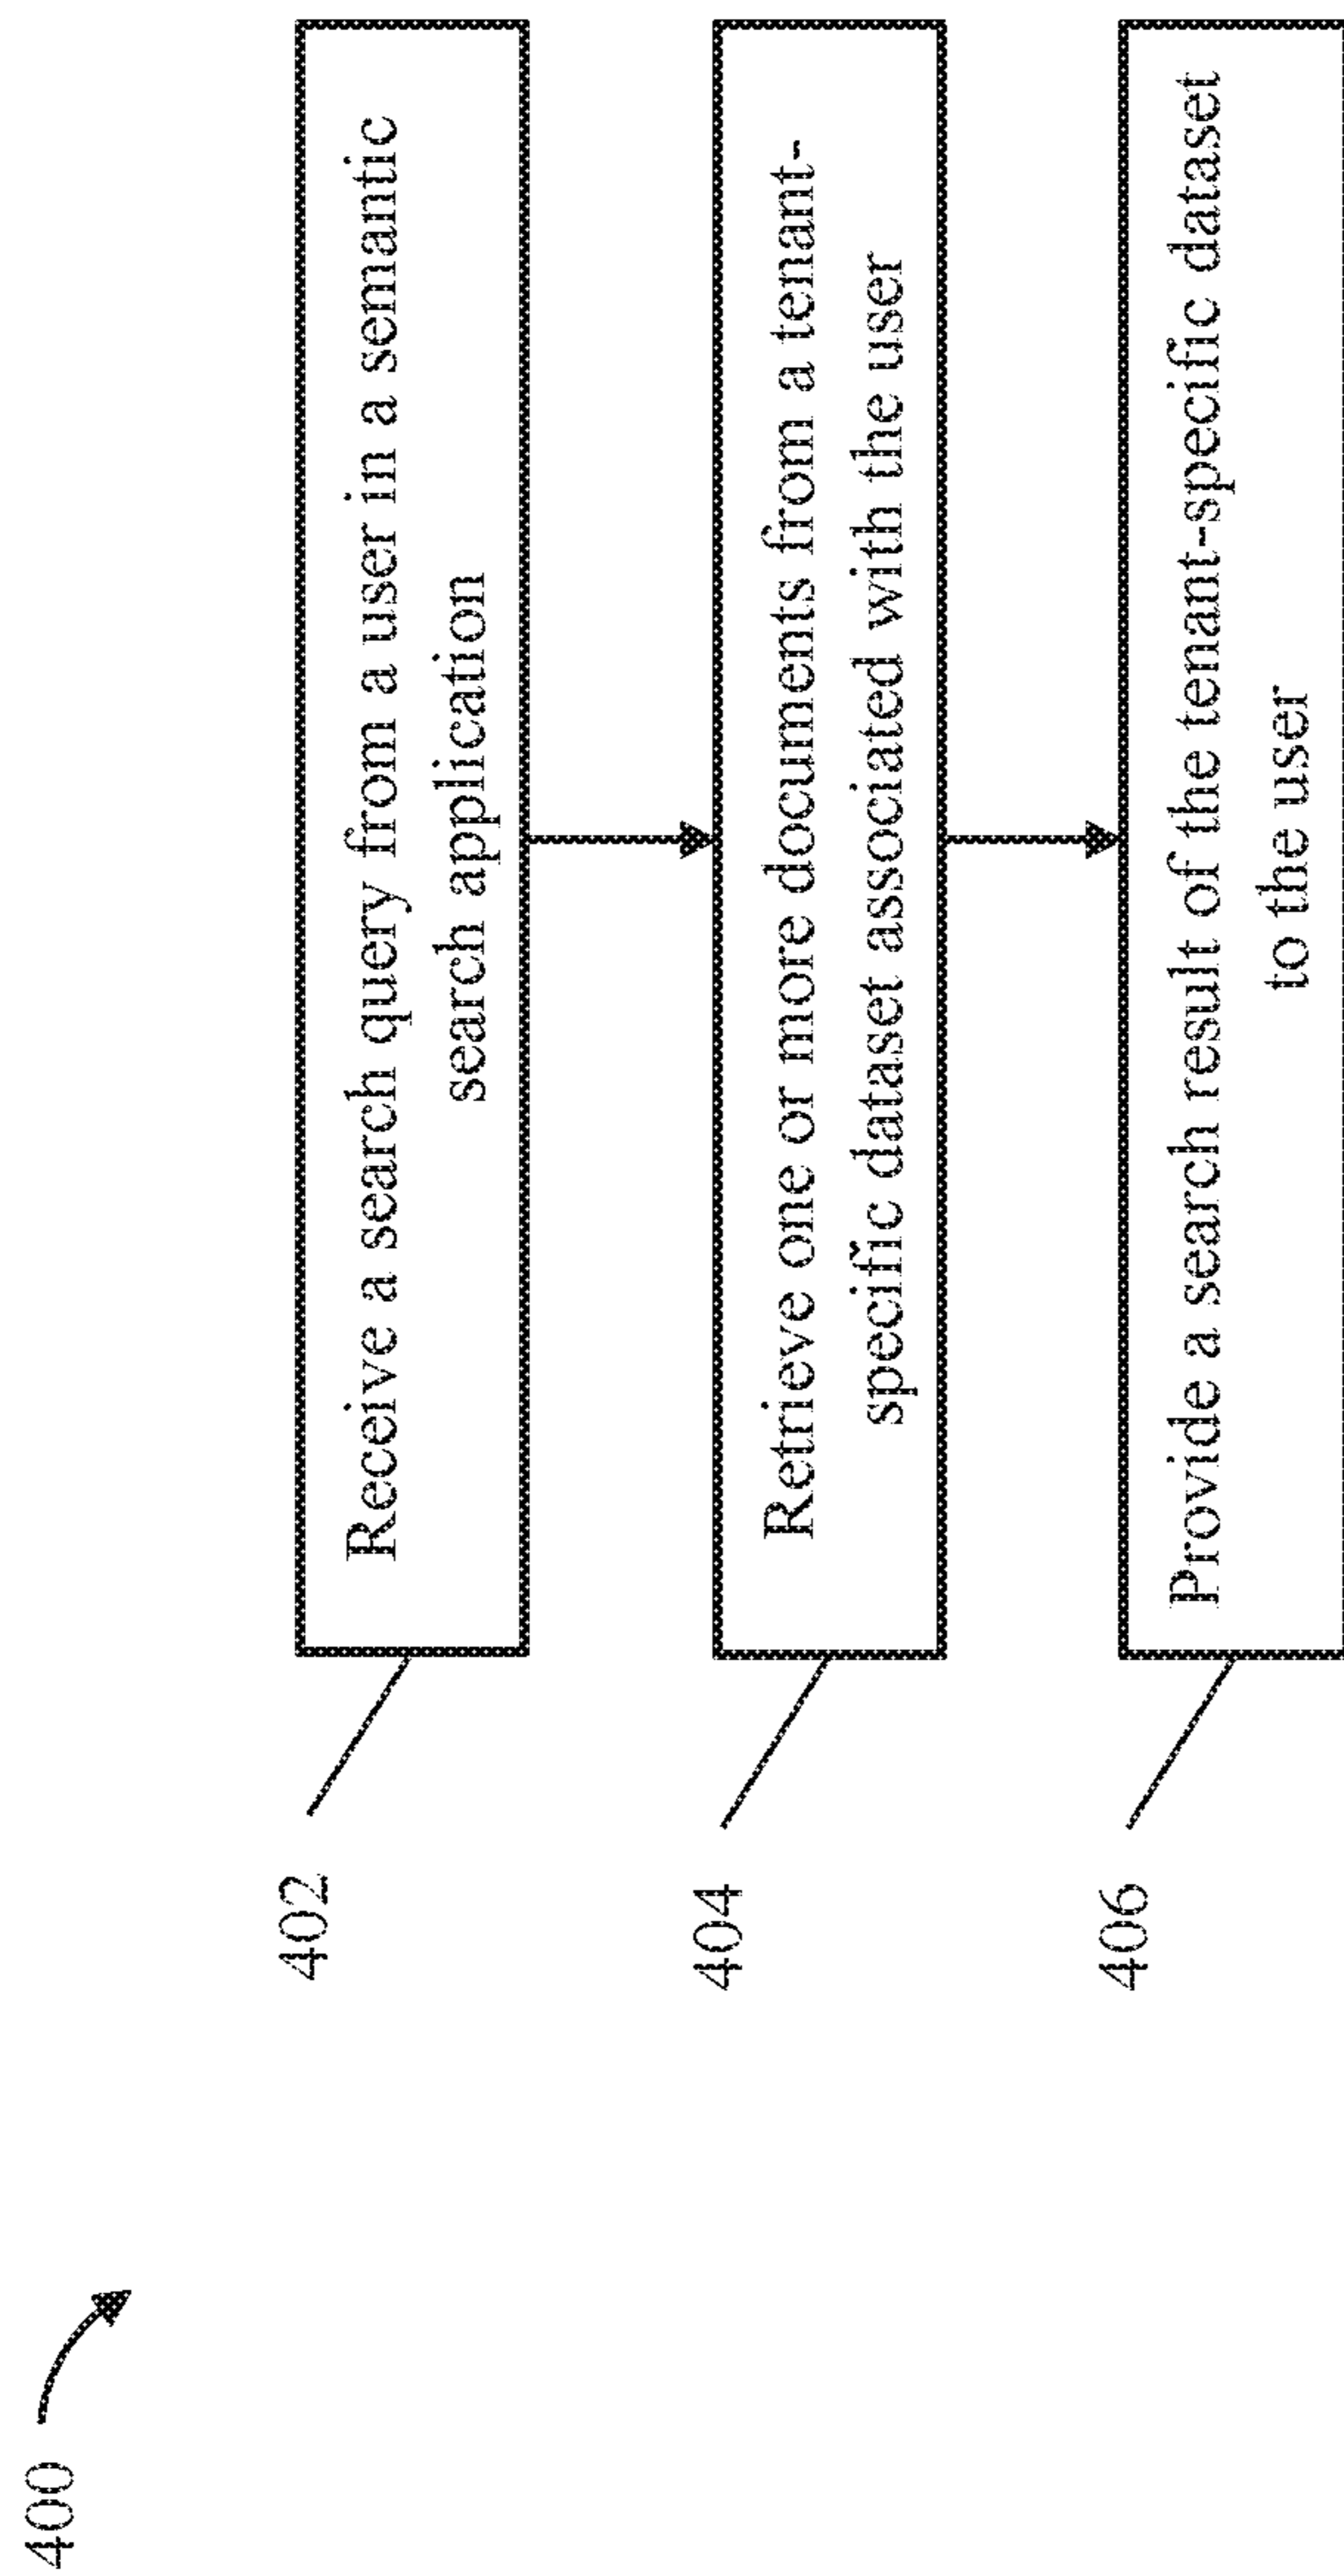 400
402
Receive a search query from a user in a semantic
search application
404
Retrieve one or more documents from a tenant-
specific dataset associated with the user
406
Provide a search result of the tenant-specific dataset
to the user